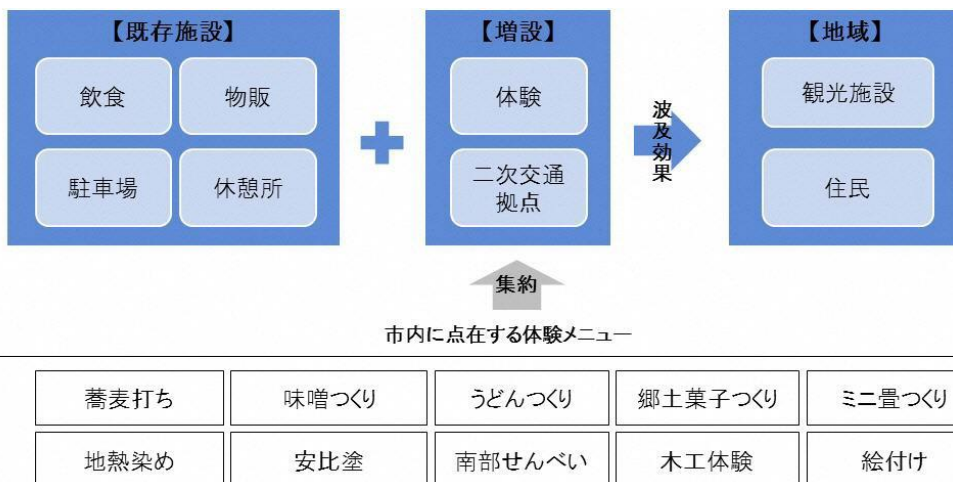 【既存施設】
飲食
物販
駐車場
休憩所
【増設】
体験
二次交通
拠点
波及効果
【地域】
観光施設
住民
集約
市内に点在する体験メニュー
蕎麦打ち
味噌つくり
うどんつくり
郷土菓子つくり
ミニ畳つくり
地熱染め
安比塗
南部せんべい
木工体験
絵付け